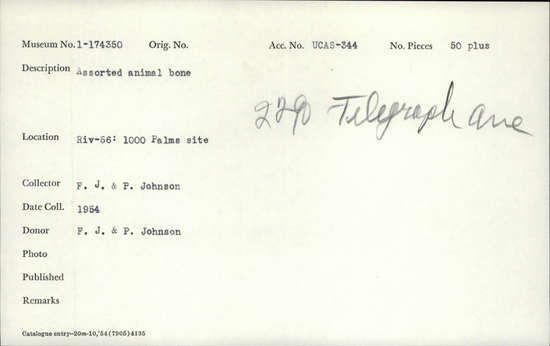 Museum No. 1-174350 Orig. No. Acc. No. UCAS-344 No. Pieces 50 plus
Description Assorted animal bone
2290 Telegraph Ave
Location Riv-66: 1000 Palms site
Collector F. J. & P. Johnson
Date Coll. 1954
Donor F. J. & P. Johnson
Photo
Published
Remarks
Catalogue entry—20m-10,'54(7905)4135